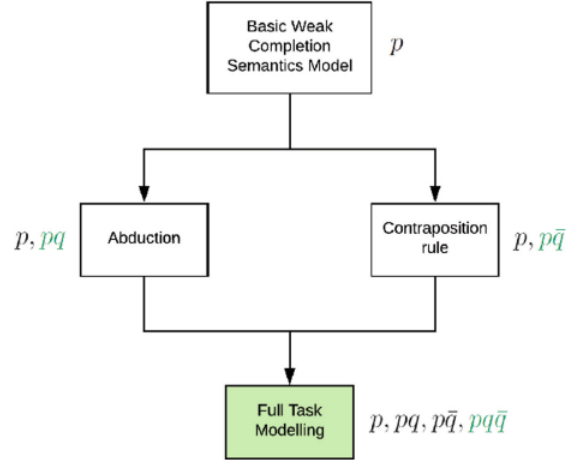 Basic Weak
Completion
Semantics Model
p
p, pq
Abduction
Contraposition
rule
p, pq̄
Full Task
Modelling
p, pq, pq̄, pqq̄